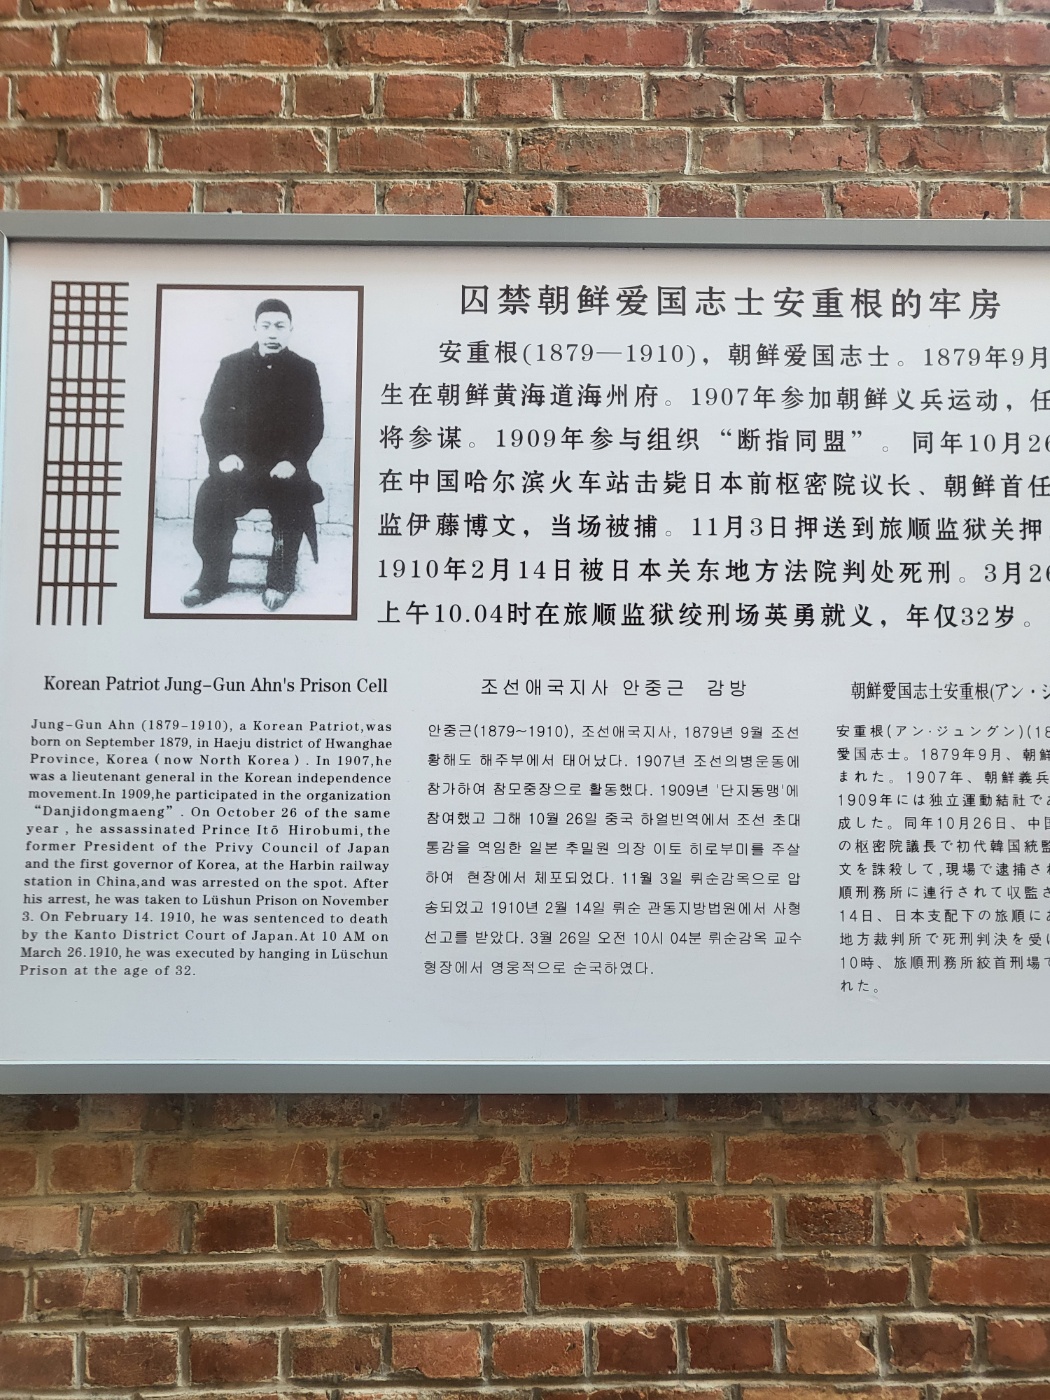 囚禁朝鲜爱国志士安重根的牢房
安重根(1879—1910)，朝鲜爱国志士。1879年9月
生在朝鲜黄海道海州府。1907年参加朝鲜义兵运动，任
将参谋。1909年参与组织“断指同盟”。同年10月26
在中国哈尔滨火车站击毙日本前枢密院议长、朝鲜首任
监伊藤博文，当场被捕。11月3日押送到旅顺监狱关押
1910年2月14日被日本关东地方法院判处死刑。3月26
上午10.04时在旅顺监狱绞刑场英勇就义，年仅32岁。
Korean Patriot Jung-Gun Ahn's Prison Cell
Jung-Gun Ahn (1879-1910), a Korean Patriot,was
born on September 1879, in Haeju district of Hwanghae
Province, Korea ( now North Korea ) . In 1907,he
was a lieutenant general in the Korean independence
movement.In 1909,he participated in the organization
“Danjidongmaeng” . On October 26 of the same
year , he assassinated Prince Itō Hirobumi, the
former President of the Privy Council of Japan
and the first governor of Korea, at the Harbin railway
station in China,and was arrested on the spot. After
his arrest, he was taken to Lüshun Prison on November
3. On February 14. 1910, he was sentenced to death
by the Kanto District Court of Japan.At 10 AM on
March 26.1910, he was executed by hanging in Lüschun
Prison at the age of 32.
조선애국지사 안중근 감방
안중근(1879~1910), 조선애국지사, 1879년 9월 조선
황해도 해주부에서 태어났다. 1907년 조선의병운동에
참가하여 참모중장으로 활동했다. 1909년 '단지동맹'에
참여했고 그해 10월 26일 중국 하얼빈역에서 조선 초대
통감을 역임한 일본 추밀원 의장 이토 히로부미를 주살
하여 현장에서 체포되었다. 11월 3일 뤼순감옥으로 압
송되었고 1910년 2월 14일 뤼순 관동지방법원에서 사형
선고를 받았다. 3월 26일 오전 10시 04분 뤼순감옥 교수
형장에서 영웅적으로 순국하였다.
朝鮮愛国志士安重根(アン・ジ
安重根(アン・ジュングン)(18
愛国志士。1879年9月、朝鮮
まれた。1907年、朝鮮義兵
1909年には独立運動結社であ
成した。同年10月26日、中国
の枢密院議長で初代韓国統監
文を誅殺して,現場で逮捕され
順刑務所に連行されて収監さ
14日、日本支配下の旅順にあ
地方裁判所で死刑判決を受け
10時、旅順刑務所絞首刑場で
れた。